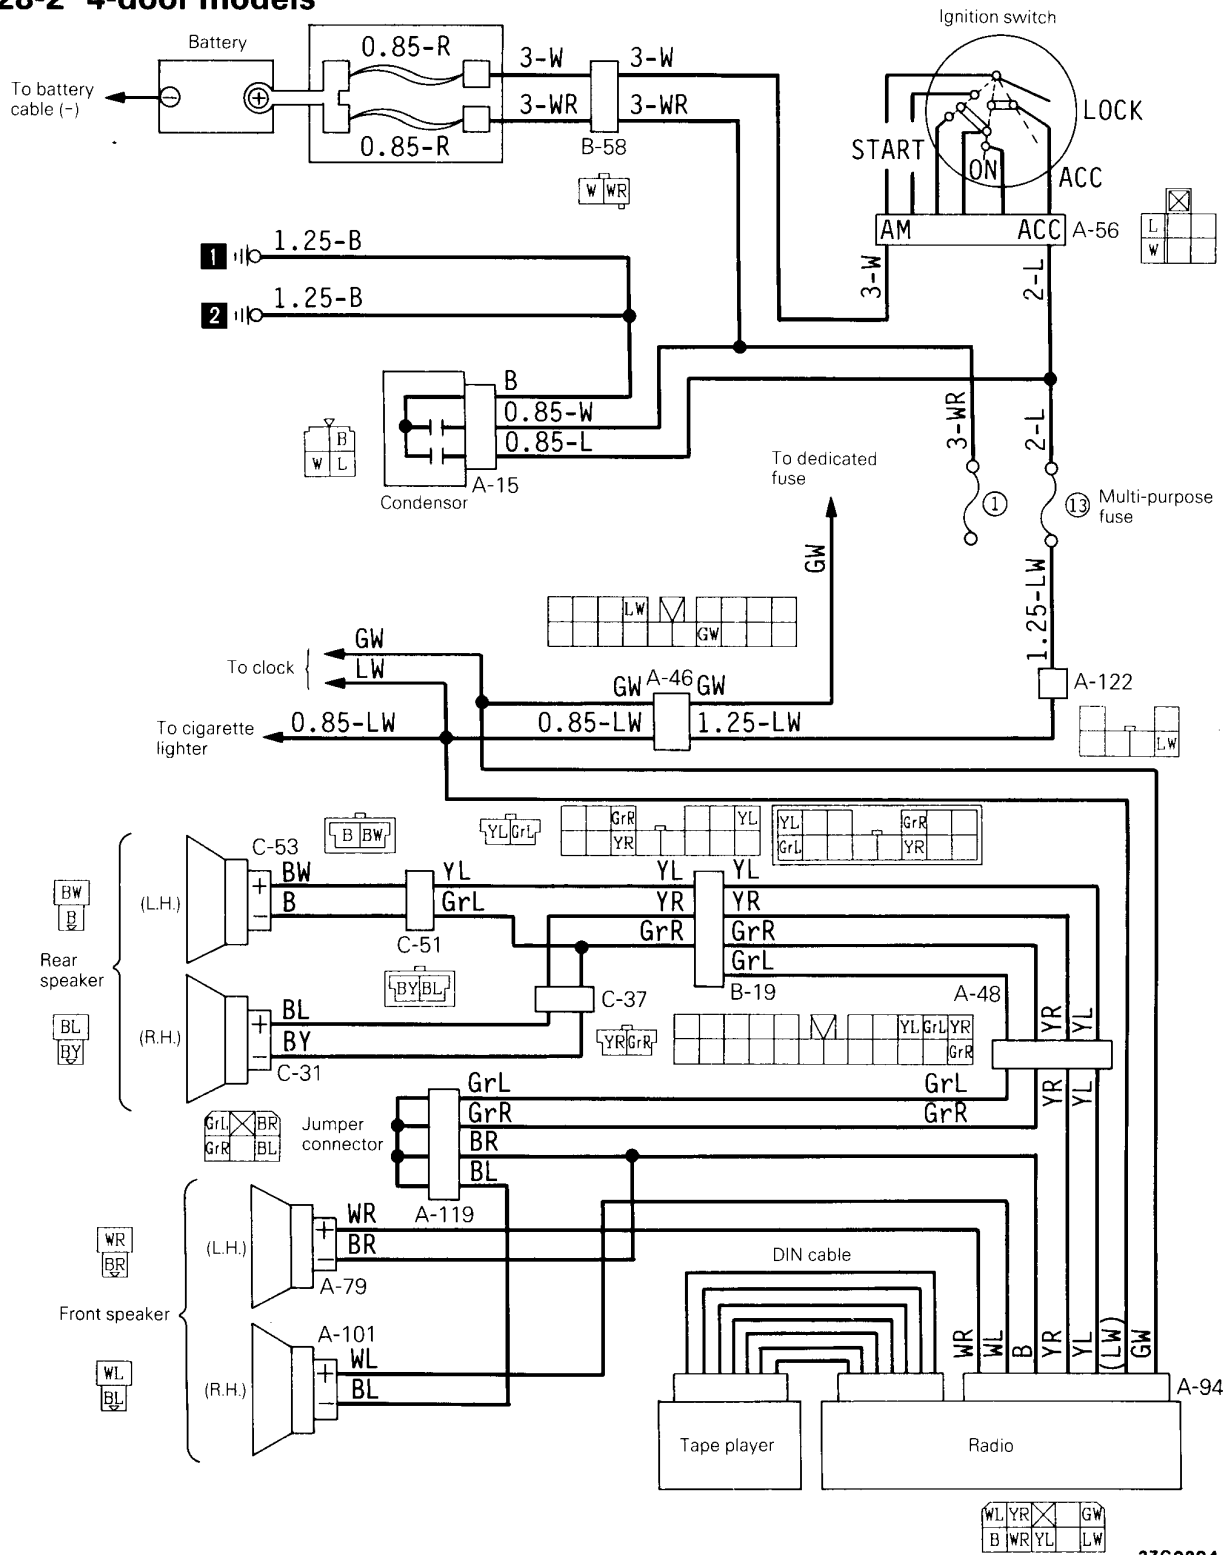 28-2 4-door models
Ignition switch
Battery
0.85-R
3-W
3-W
To battery
cable (−)
LOCK
3-WR
3-WR
0.85-R
B-58
START
ON
ACC
W WR
AM ACC
A-56
L
W
1 1.25-B
3-W
2-L
2 1.25-B
B
0.85-W
3-WR
2-L
B
W L
0.85-L
A-15
Condensor
To dedicated
fuse
1
13
Multi-purpose
fuse
GW
1.25-LW
LW
GW
GW
LW
To clock
A-46
GW
GW
A-122
To cigarette
lighter
0.85-LW
0.85-LW
1.25-LW
LW
B BW
YL GrL
GrR YL
YR
YL GrR
GrL YR
C-53
BW
YL
YL
YL
BW
B
(L.H.)
+
−
B
GrL
YR
YR
GrR
GrR
C-51
GrL
Rear
speaker
BY BL
C-37
B-19
A-48
YR
YL
BL
BY
(R.H.)
+
−
BL
BY
YR GrR
YL GrL YR
GrR
C-31
GrL
GrL
YR
YL
GrL BR
GrR BL
Jumper
connector
GrR
GrR
BR
BL
A-119
WR
BR
(L.H.)
+
−
WR
BR
DIN cable
A-79
Front speaker
A-101
WL
BL
(R.H.)
+
−
WL
BL
WR
WL
B
YR
YL
(LW)
GW
A-94
Tape player
Radio
WL YR GW
B WR YL LW